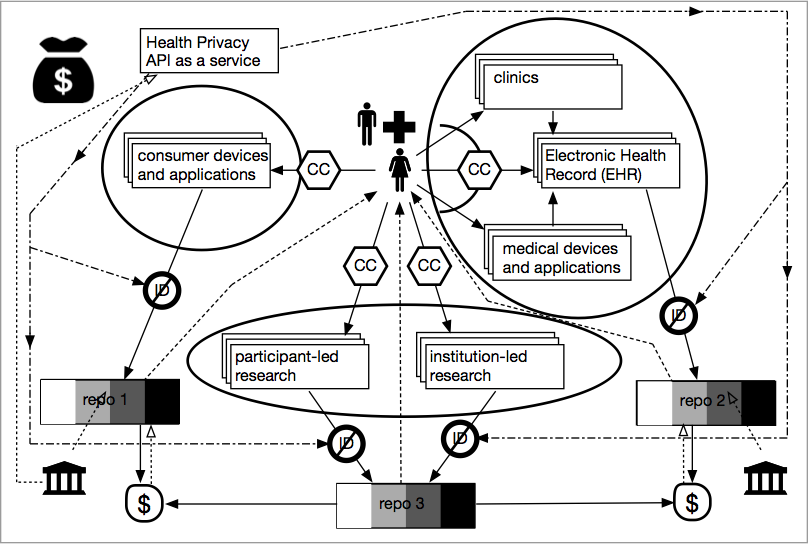 Health Privacy
API as a service
$
clinics
consumer devices
and applications
CC
CC
Electronic Health
Record (EHR)
medical devices
and applications
CC
CC
ID
ID
participant-led
research
institution-led
research
repo 1
repo 2
ID
ID
$
repo 3
$